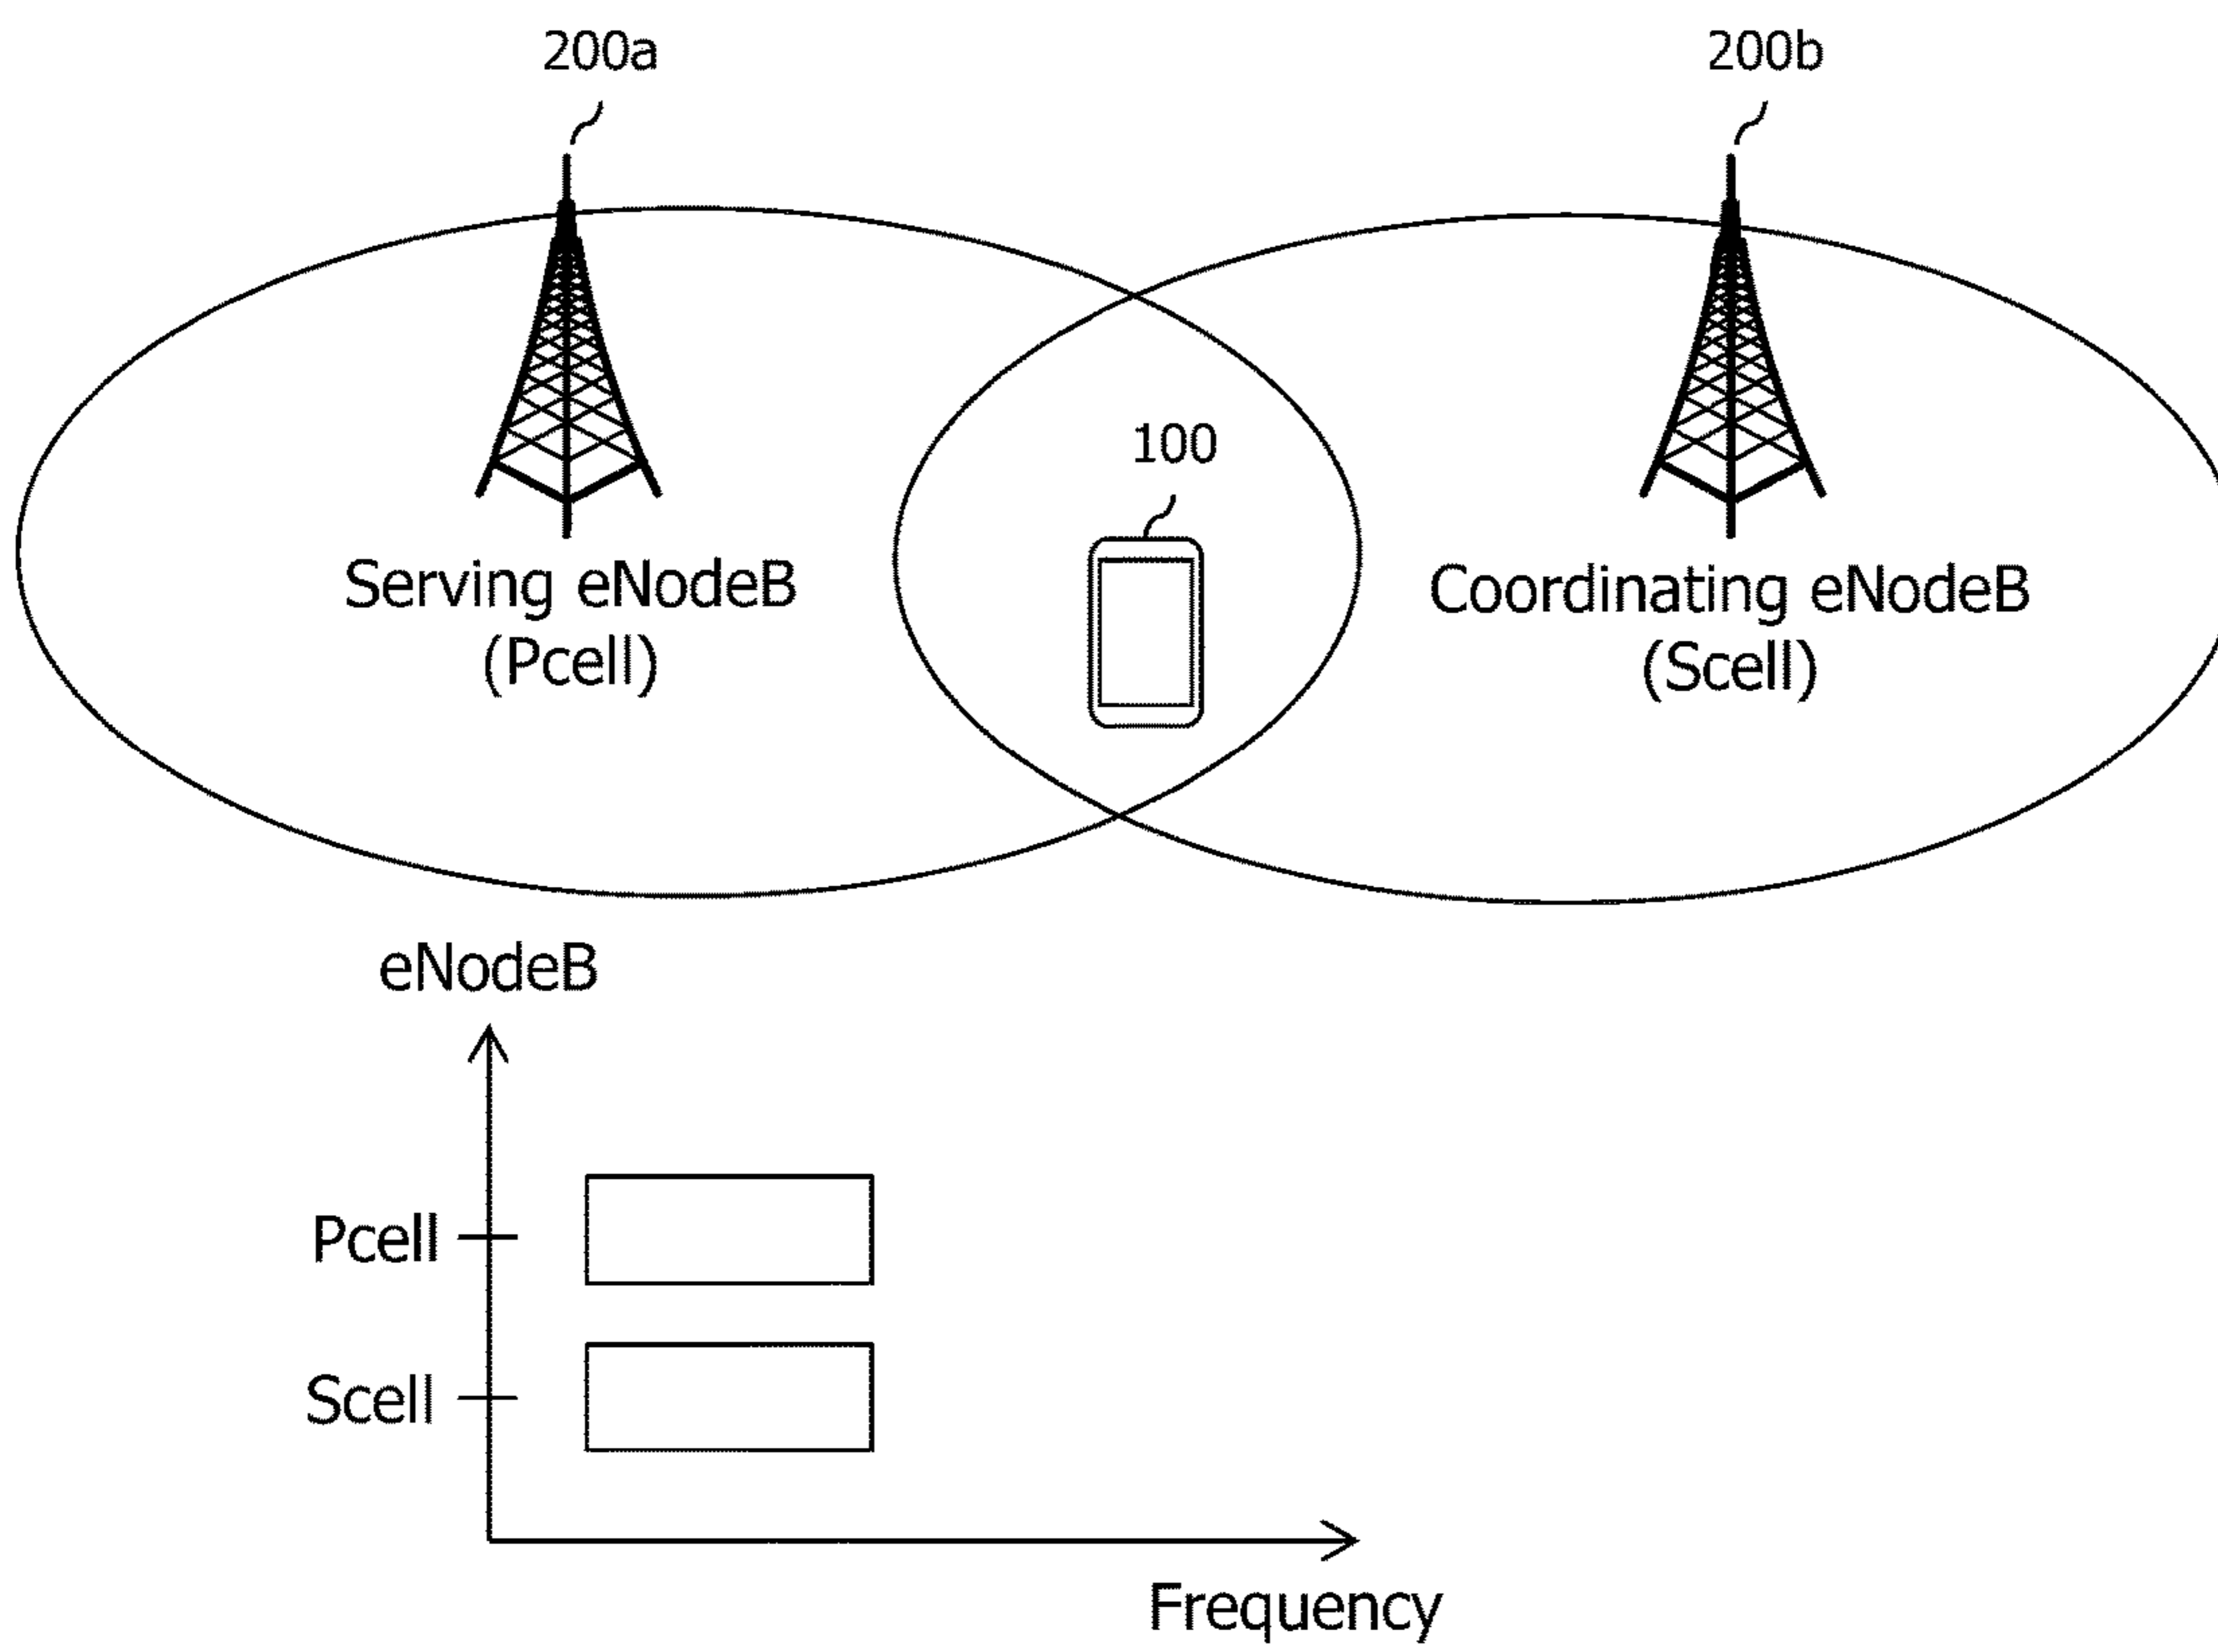 200a
200b
100
Serving eNodeB
(Pcell)
Coordinating eNodeB
(Scell)
eNodeB
Pcell
Scell
Frequency